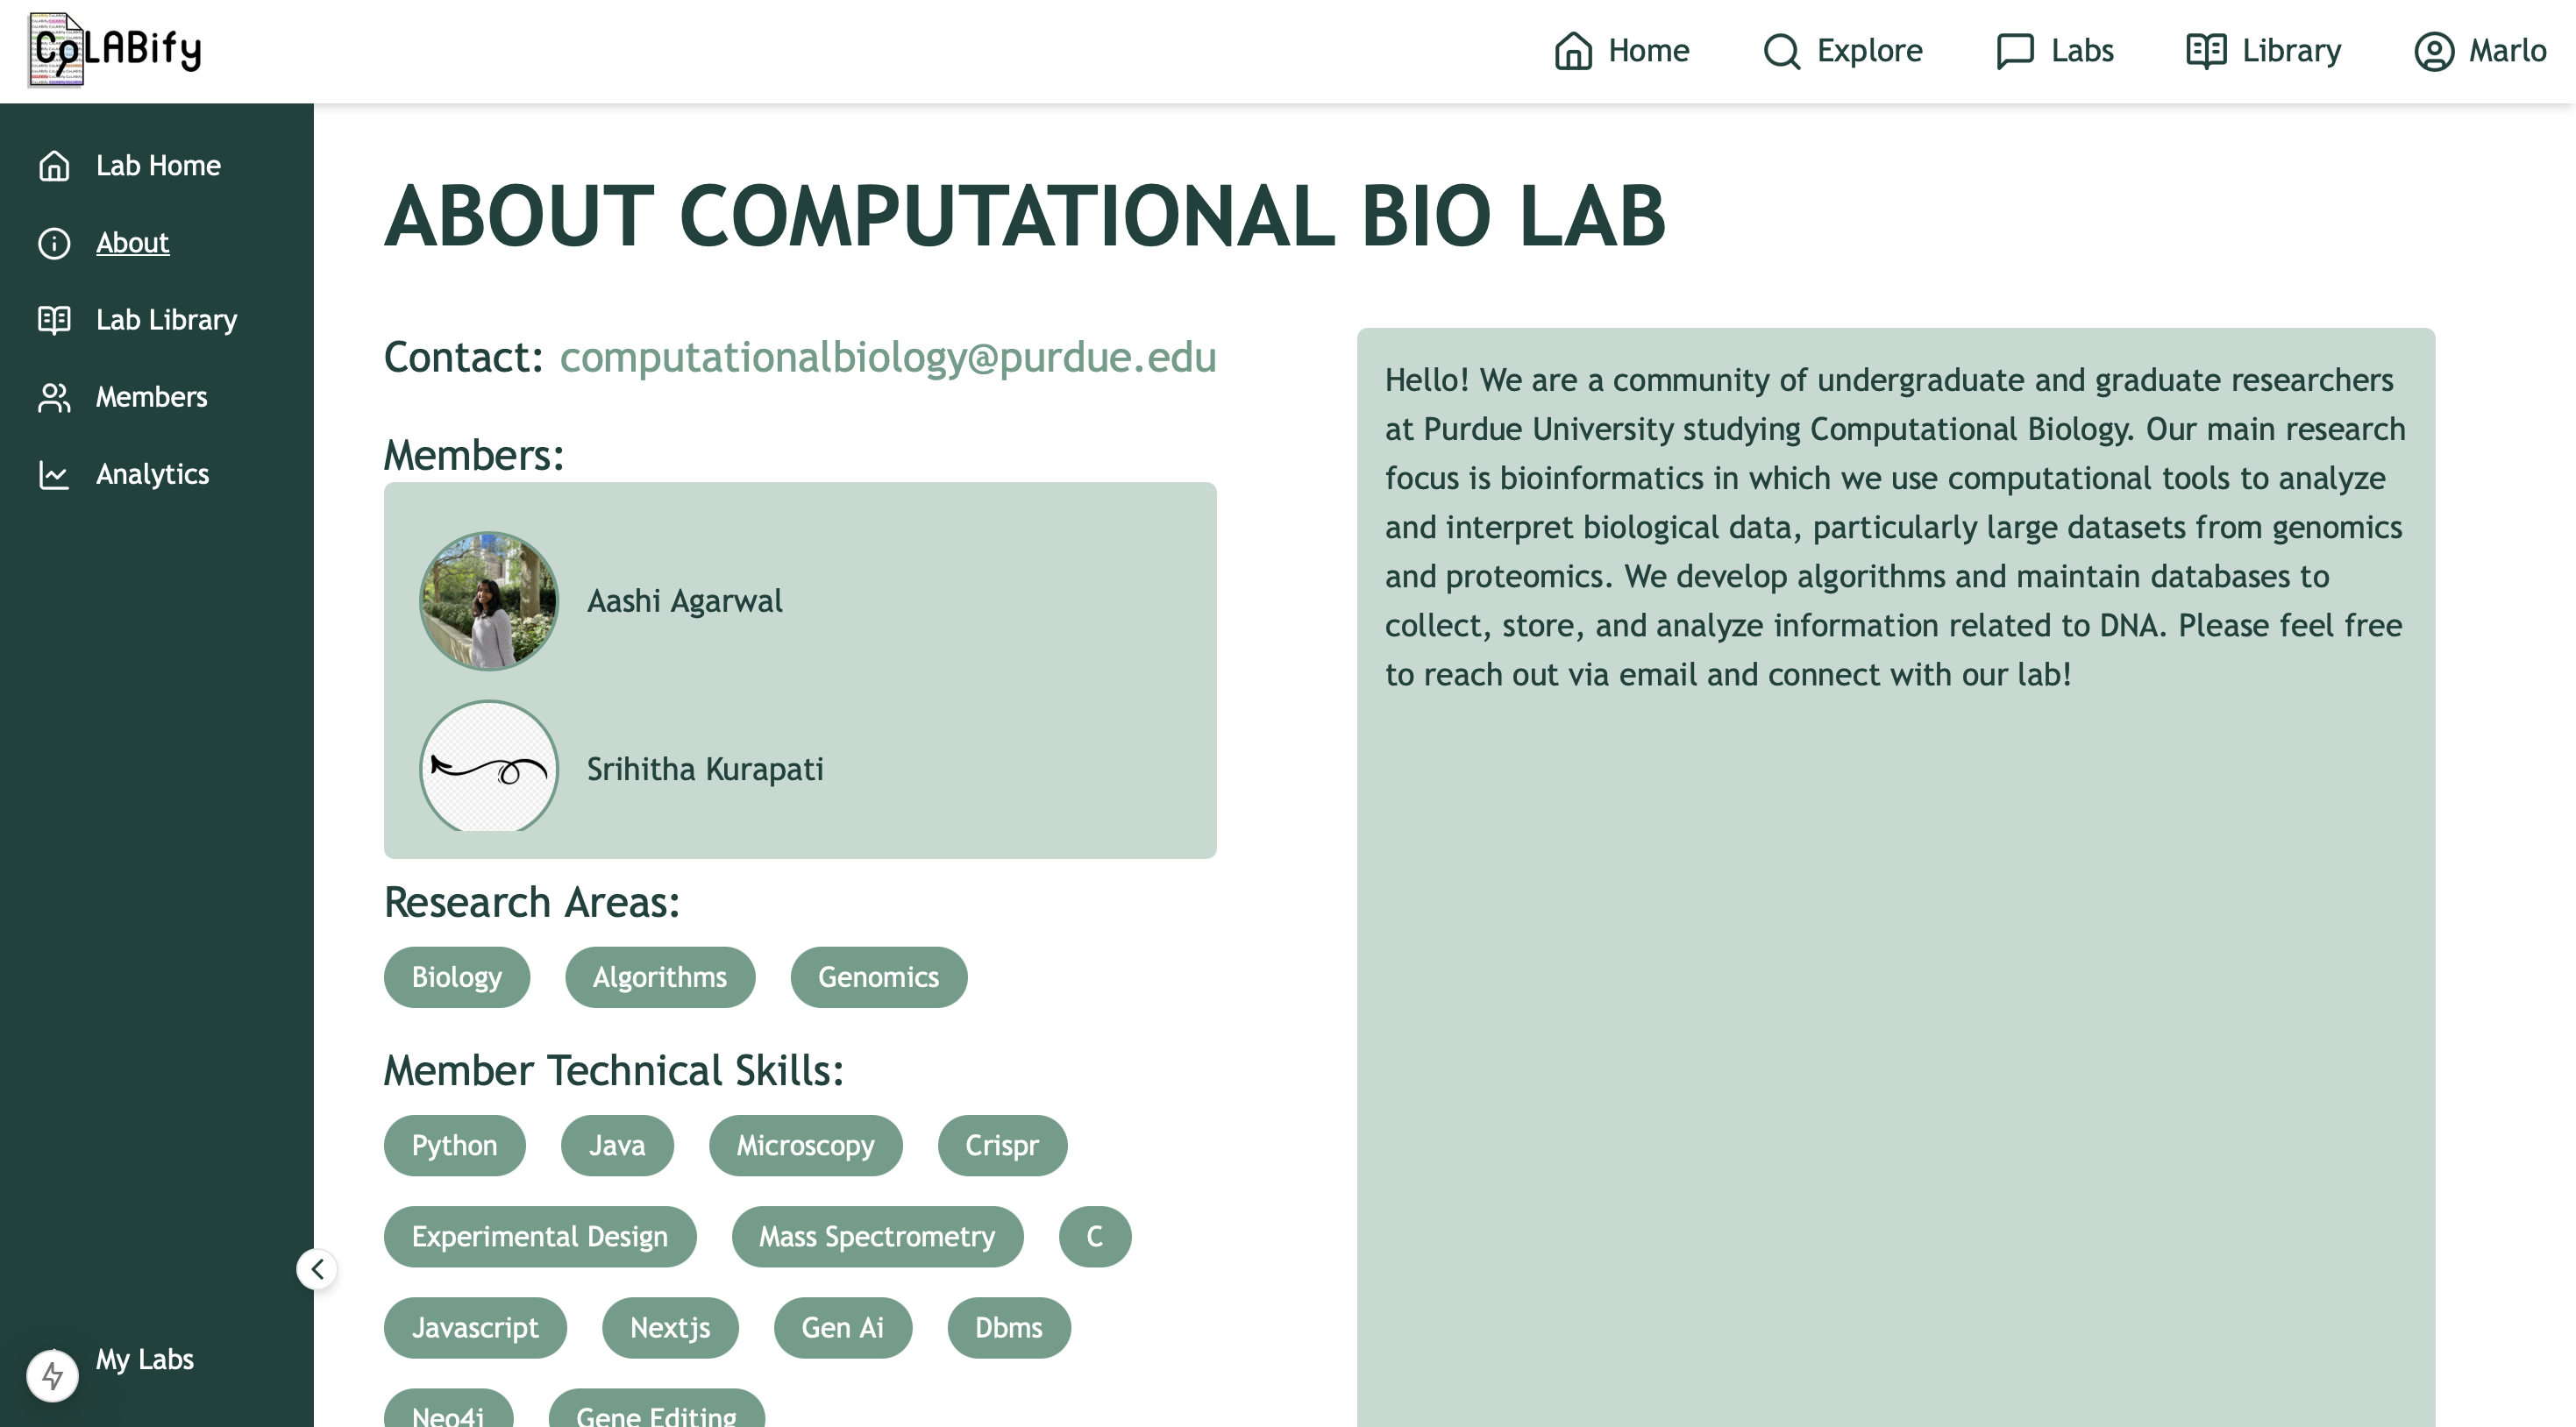 CoLABify
Home
Explore
Labs
Library
Marlo
Lab Home
About
Lab Library
Members
Analytics
My Labs
ABOUT COMPUTATIONAL BIO LAB
Contact: computationalbiology@purdue.edu
Members:
Aashi Agarwal
Srihitha Kurapati
Research Areas:
Biology Algorithms Genomics
Member Technical Skills:
Python Java Microscopy Crispr
Experimental Design Mass Spectrometry C
Javascript Nextjs Gen Ai Dbms
Neo4j Gene Editing
Hello! We are a community of undergraduate and graduate researchers
at Purdue University studying Computational Biology. Our main research
focus is bioinformatics in which we use computational tools to analyze
and interpret biological data, particularly large datasets from genomics
and proteomics. We develop algorithms and maintain databases to
collect, store, and analyze information related to DNA. Please feel free
to reach out via email and connect with our lab!